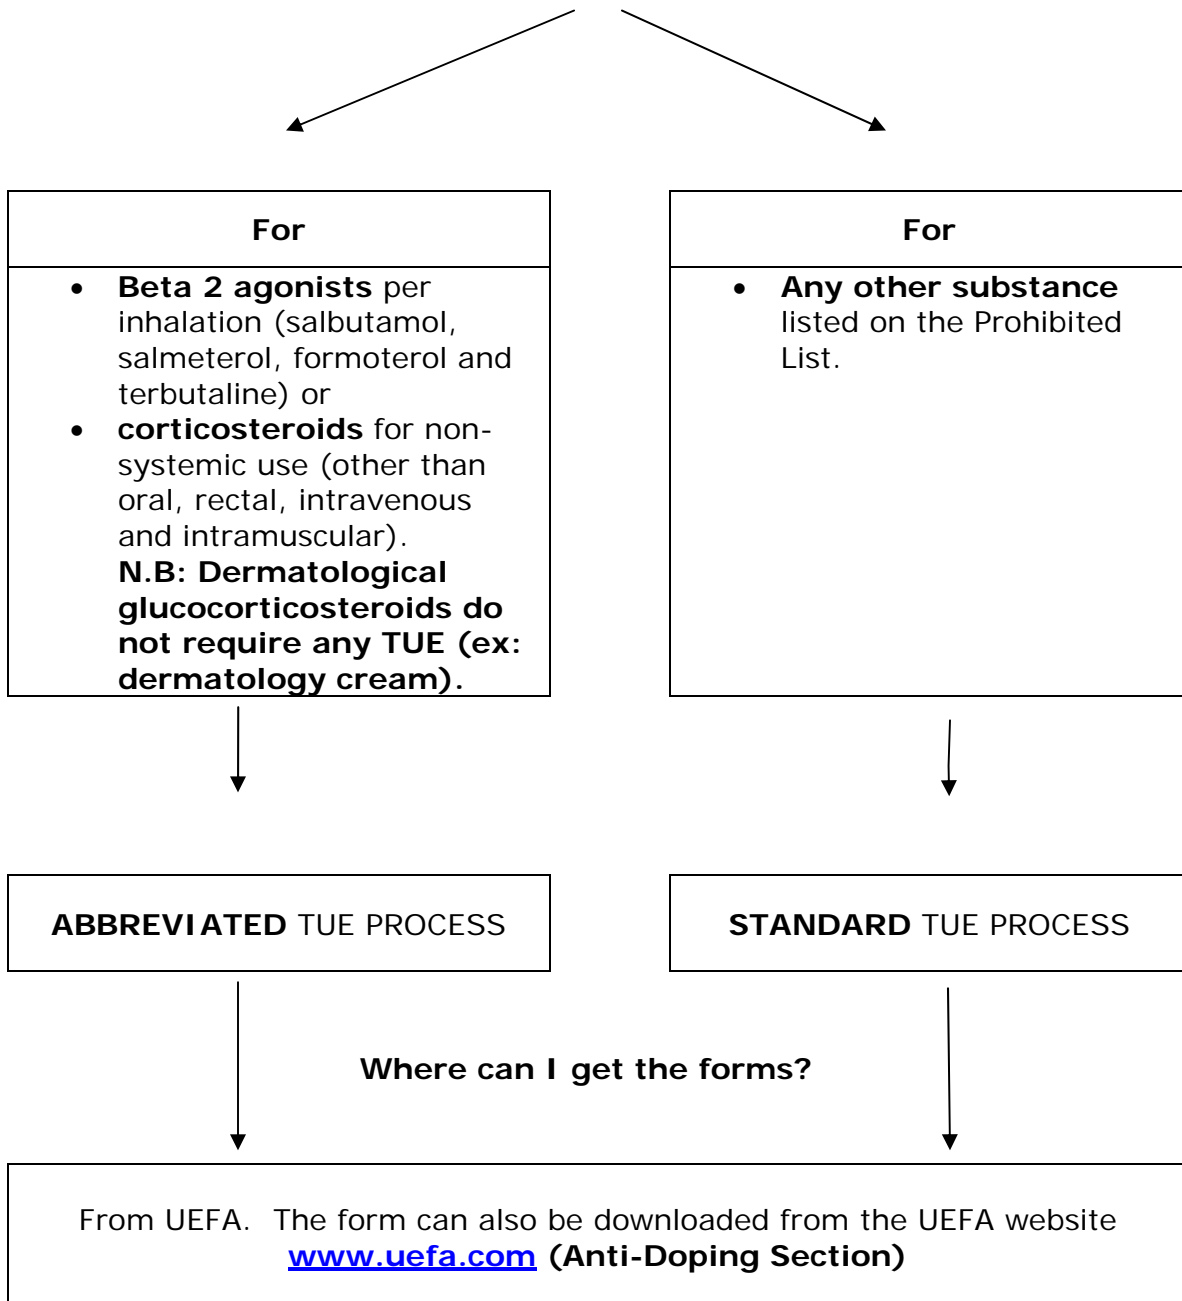 For
• Beta 2 agonists per
inhalation (salbutamol,
salmeterol, formoterol and
terbutaline) or
• corticosteroids for non-
systemic use (other than
oral, rectal, intravenous
and intramuscular).
N.B: Dermatological
glucocorticosteroids do
not require any TUE (ex:
dermatology cream).
For
• Any other substance
listed on the Prohibited
List.
ABBREVIATED TUE PROCESS
STANDARD TUE PROCESS
Where can I get the forms?
From UEFA. The form can also be downloaded from the UEFA website
www.uefa.com (Anti-Doping Section)